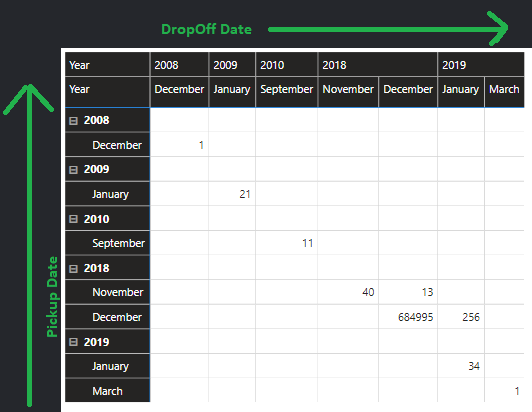 DropOff Date
Year 2008 2009 2010 2018 2019
Year December January September November December January March
2008
December 1
2009
January 21
2010
September 11
2018
November 40 13
December 684995 256
2019
January 34
March 1
Pickup Date